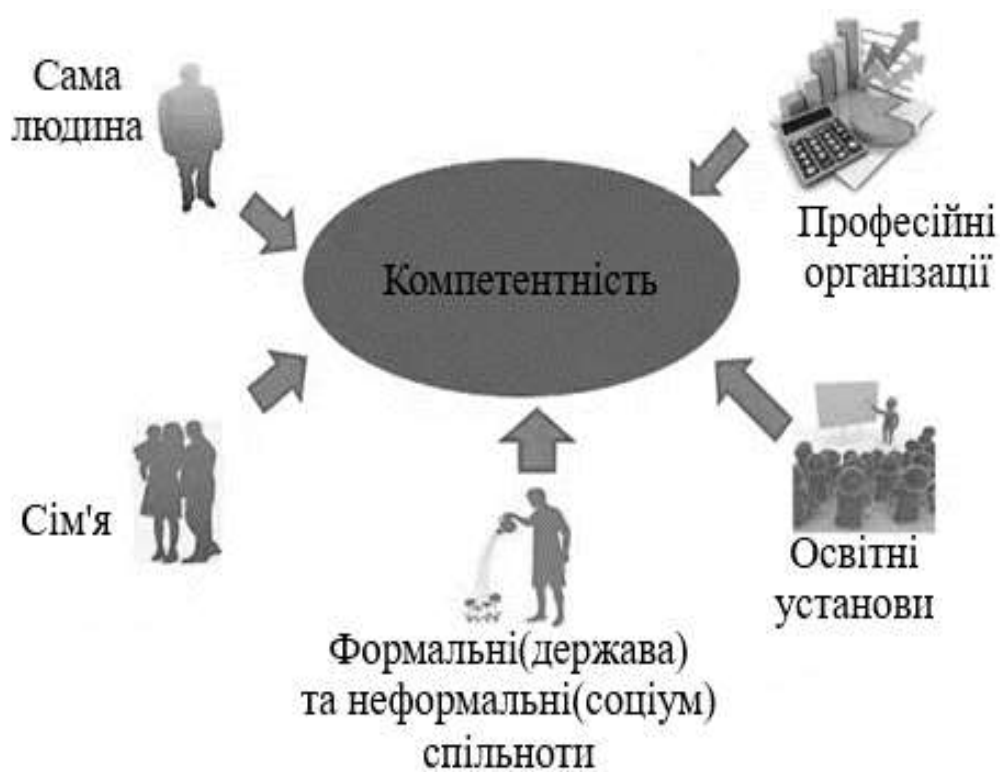 Сама
людина
Професійні
організації
Компетентність
Сім'я
Освітні
установи
Формальні(держава)
та неформальні(соціум)
спільноти